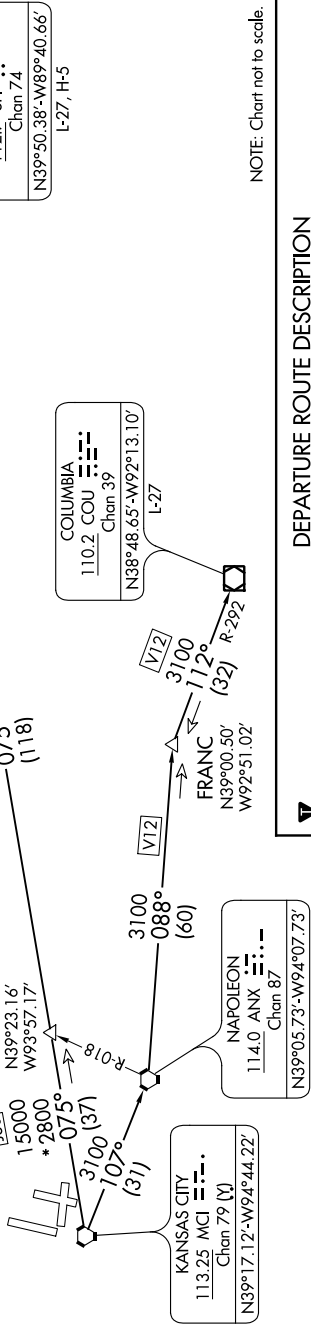 Chan 74
N39°50.38'-W89°40.66'
L-27, H-5
(118)
COLUMBIA
110.2 COU
Chan 39
N38°48.65'-W92°13.10'
L-27
N39°23.16'
W93°57.17'
15000
*2800
075°
(37)
R-018
3100
107°
(31)
V12
3100
088°
(60)
V12
3100
112°
(32)
R-292
FRANC
N39°00.50'
W92°51.02'
KANSAS CITY
113.25 MCI
Chan 79 (Y)
N39°17.12'-W94°44.22'
NAPOLEON
114.0 ANX
Chan 87
N39°05.73'-W94°07.73'
NOTE: Chart not to scale.
T
DEPARTURE ROUTE DESCRIPTION